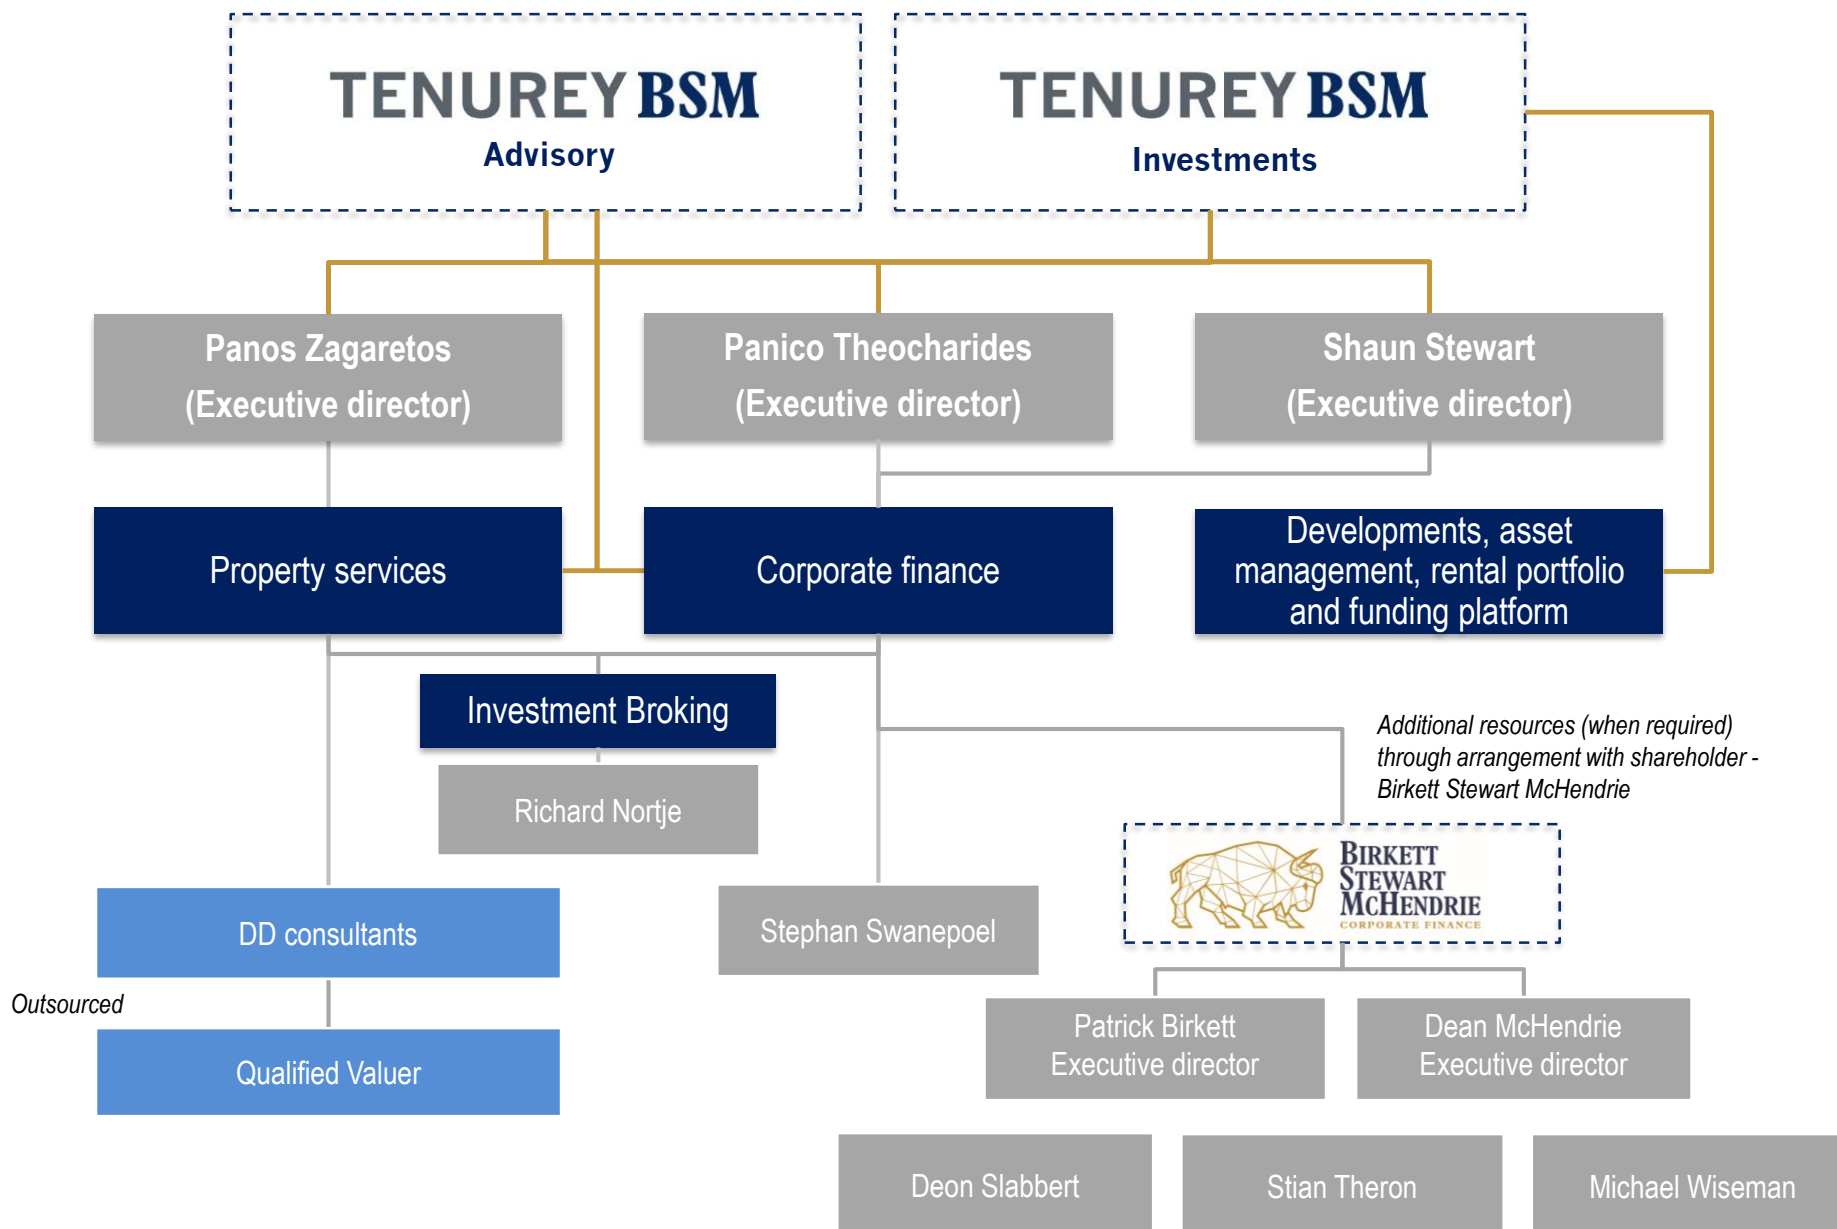 TENUREY BSM
Advisory
TENUREY BSM
Investments
Panos Zagaretos
(Executive director)
Panico Theocharides
(Executive director)
Shaun Stewart
(Executive director)
Property services
Corporate finance
Developments, asset
management, rental portfolio
and funding platform
Investment Broking
Richard Nortje
Additional resources (when required)
through arrangement with shareholder -
Birkett Stewart McHendrie
BIRKETT
STEWART
MCHENDRIE
CORPORATE FINANCE
DD consultants
Stephan Swanepoel
Outsourced
Qualified Valuer
Patrick Birkett
Executive director
Dean McHendrie
Executive director
Deon Slabbert
Stian Theron
Michael Wiseman